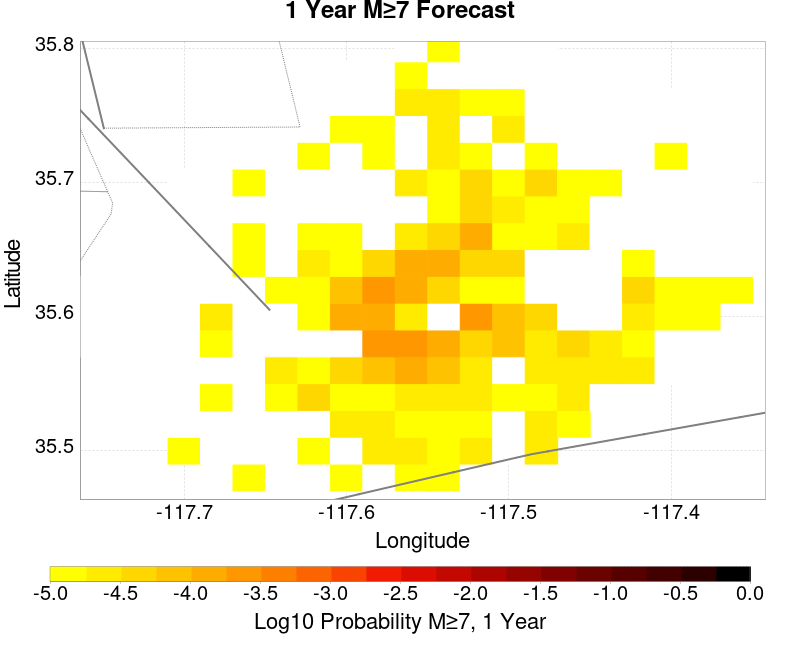 1 Year M≥7 Forecast
35.8
35.7
35.6
35.5
Latitude
-117.7 -117.6 -117.5 -117.4
Longitude
-5.0 -4.5 -4.0 -3.5 -3.0 -2.5 -2.0 -1.5 -1.0 -0.5 0.0
Log10 Probability M≥7, 1 Year